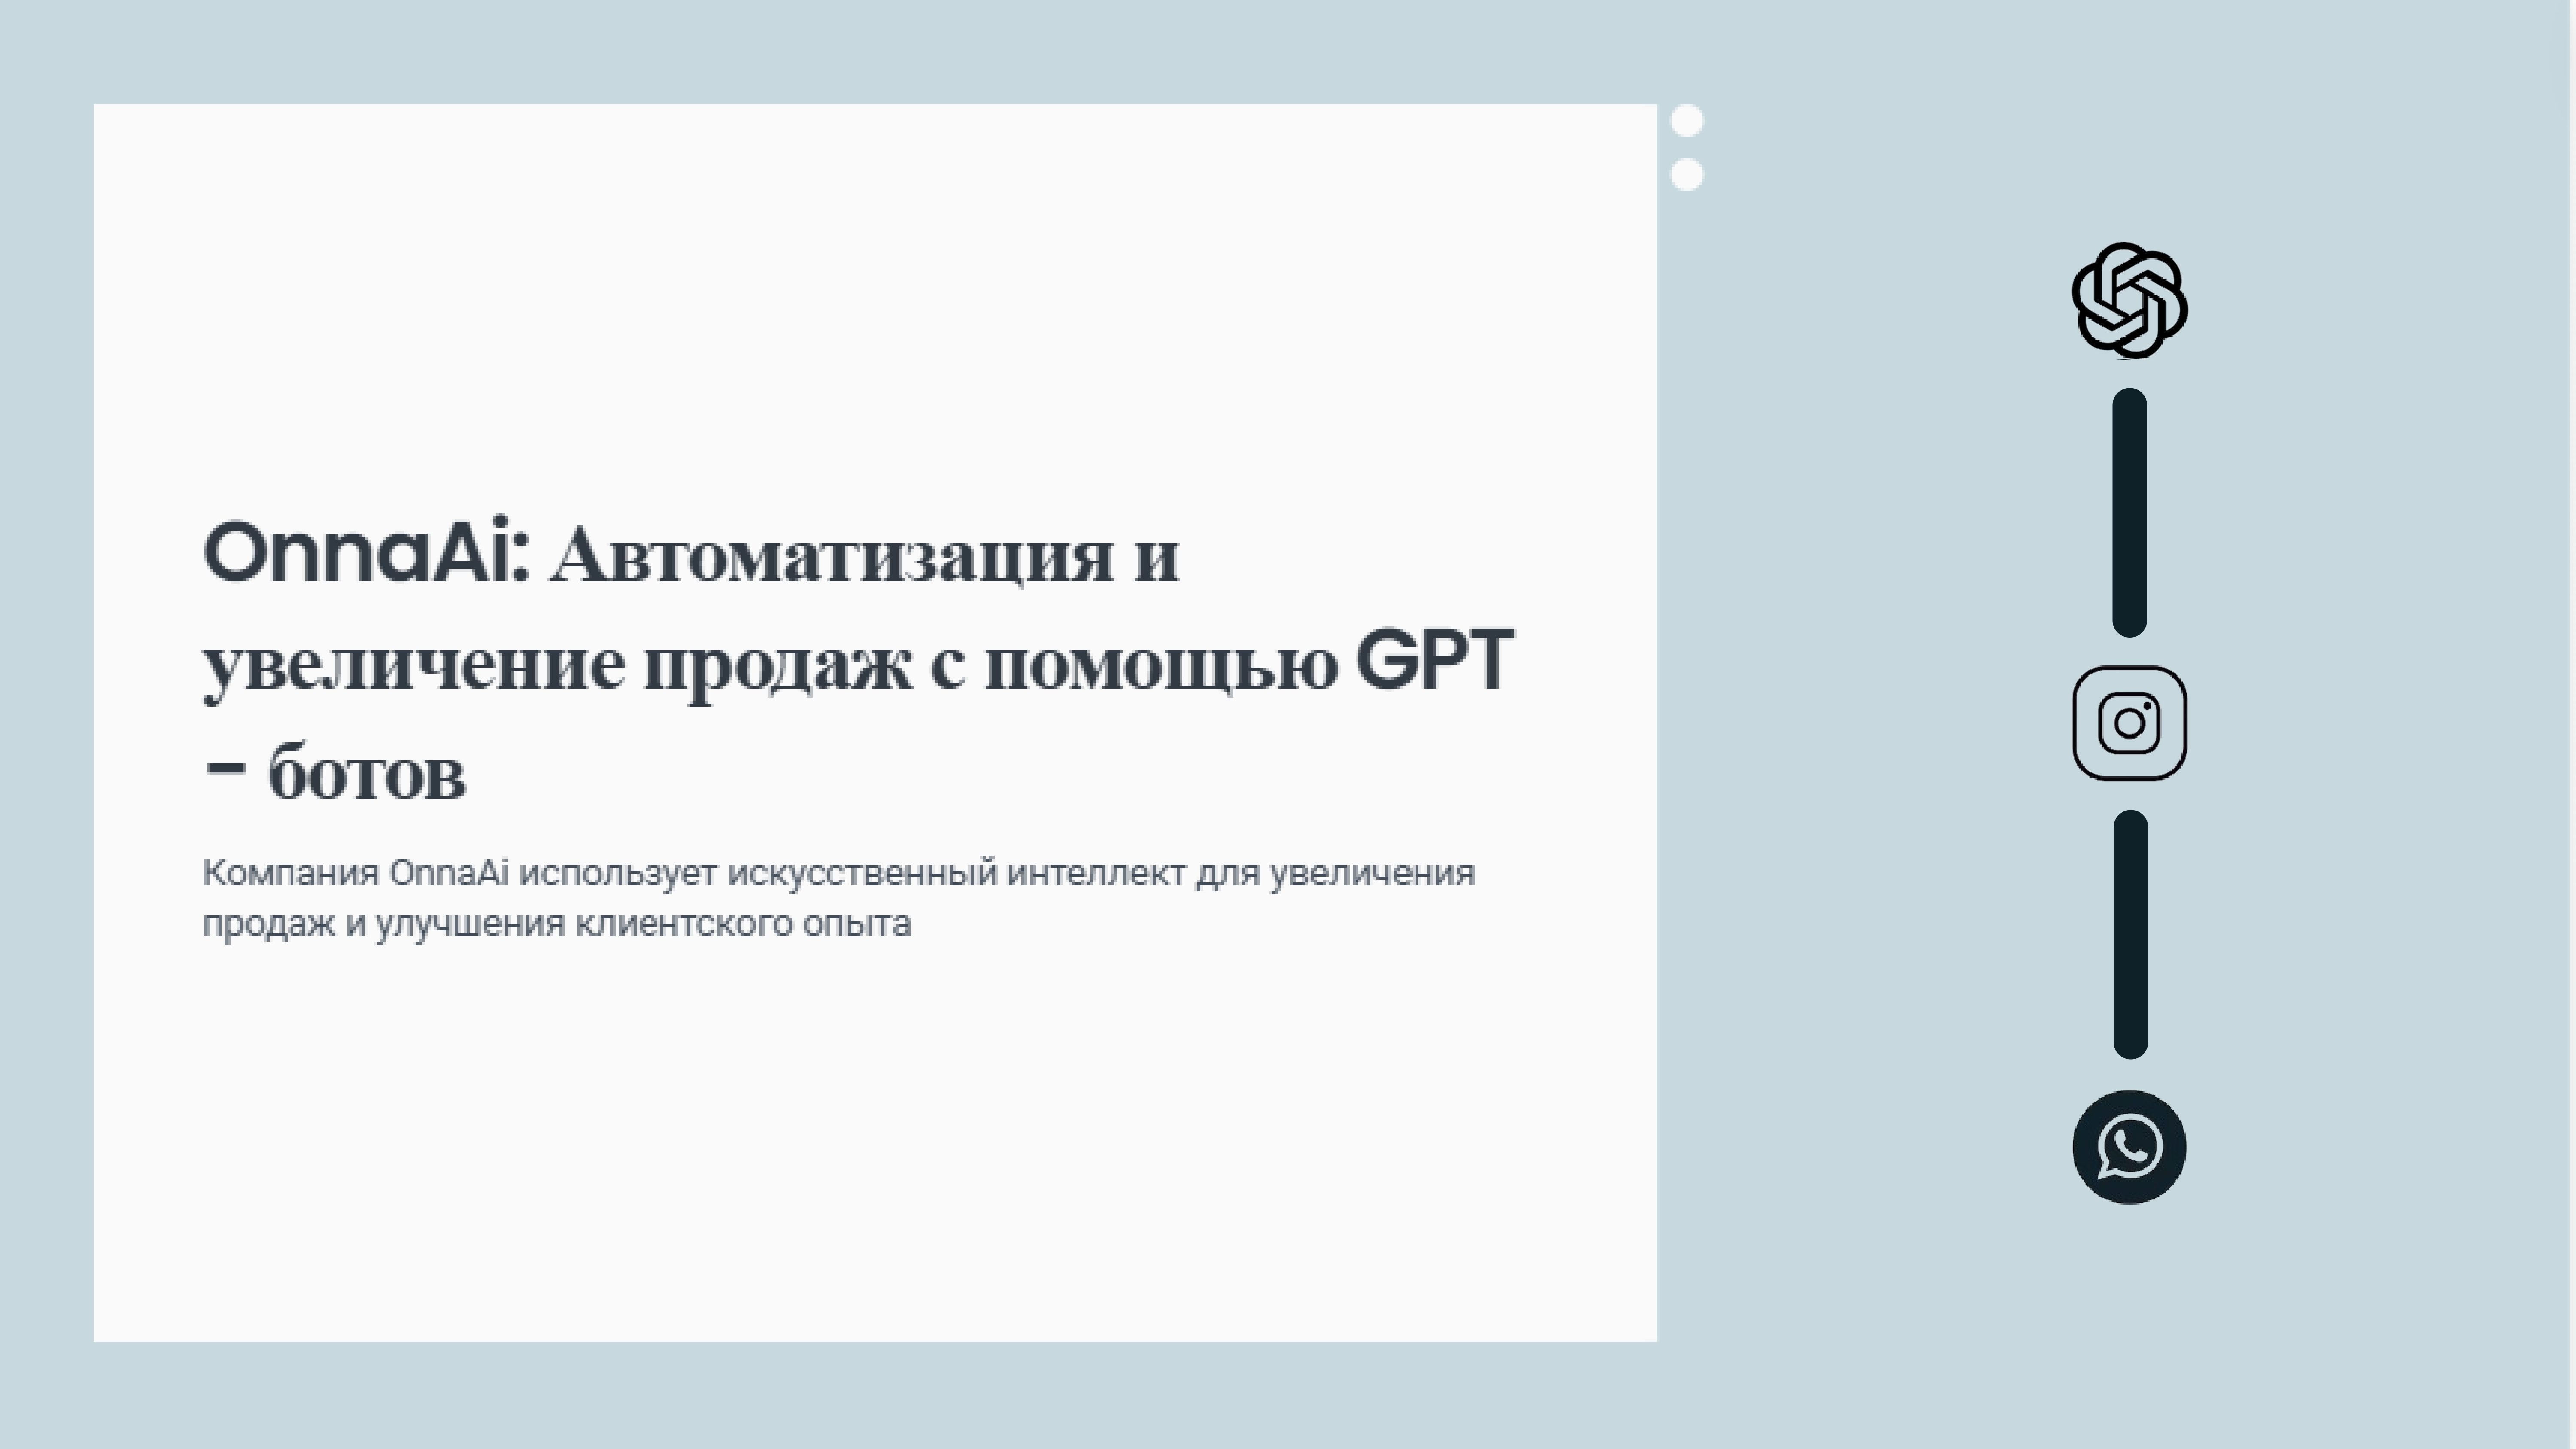 OnnaAi: Автоматизация и
увеличение продаж с помощью GPT
– ботов
Компания OnnaAi использует искусственный интеллект для увеличения
продаж и улучшения клиентского опыта